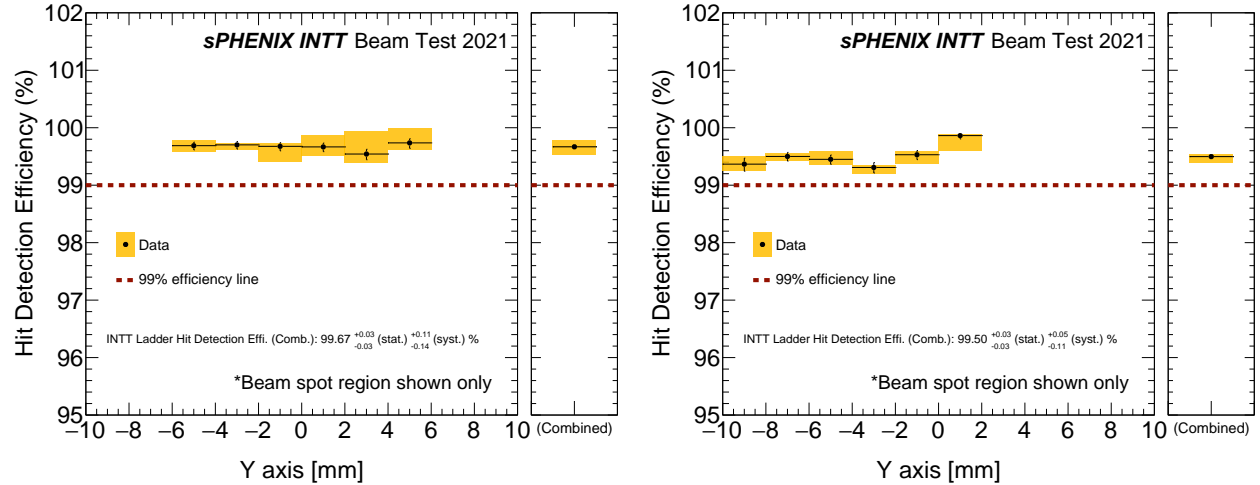 sPHENIX INTT Beam Test 2021
Hit Detection Efficiency (%)
102
101
100
99
98
97
96
95
Data
99% efficiency line
INTT Ladder Hit Detection Effi. (Comb.): 99.67 +0.03 -0.03 (stat.) +0.11 -0.14 (syst.) %
*Beam spot region shown only
−10 −8 −6 −4 −2 0 2 4 6 8 10
(Combined)
Y axis [mm]
sPHENIX INTT Beam Test 2021
Hit Detection Efficiency (%)
102
101
100
99
98
97
96
95
Data
99% efficiency line
INTT Ladder Hit Detection Effi. (Comb.): 99.50 +0.03 -0.03 (stat.) +0.05 -0.11 (syst.) %
*Beam spot region shown only
−10 −8 −6 −4 −2 0 2 4 6 8 10
(Combined)
Y axis [mm]